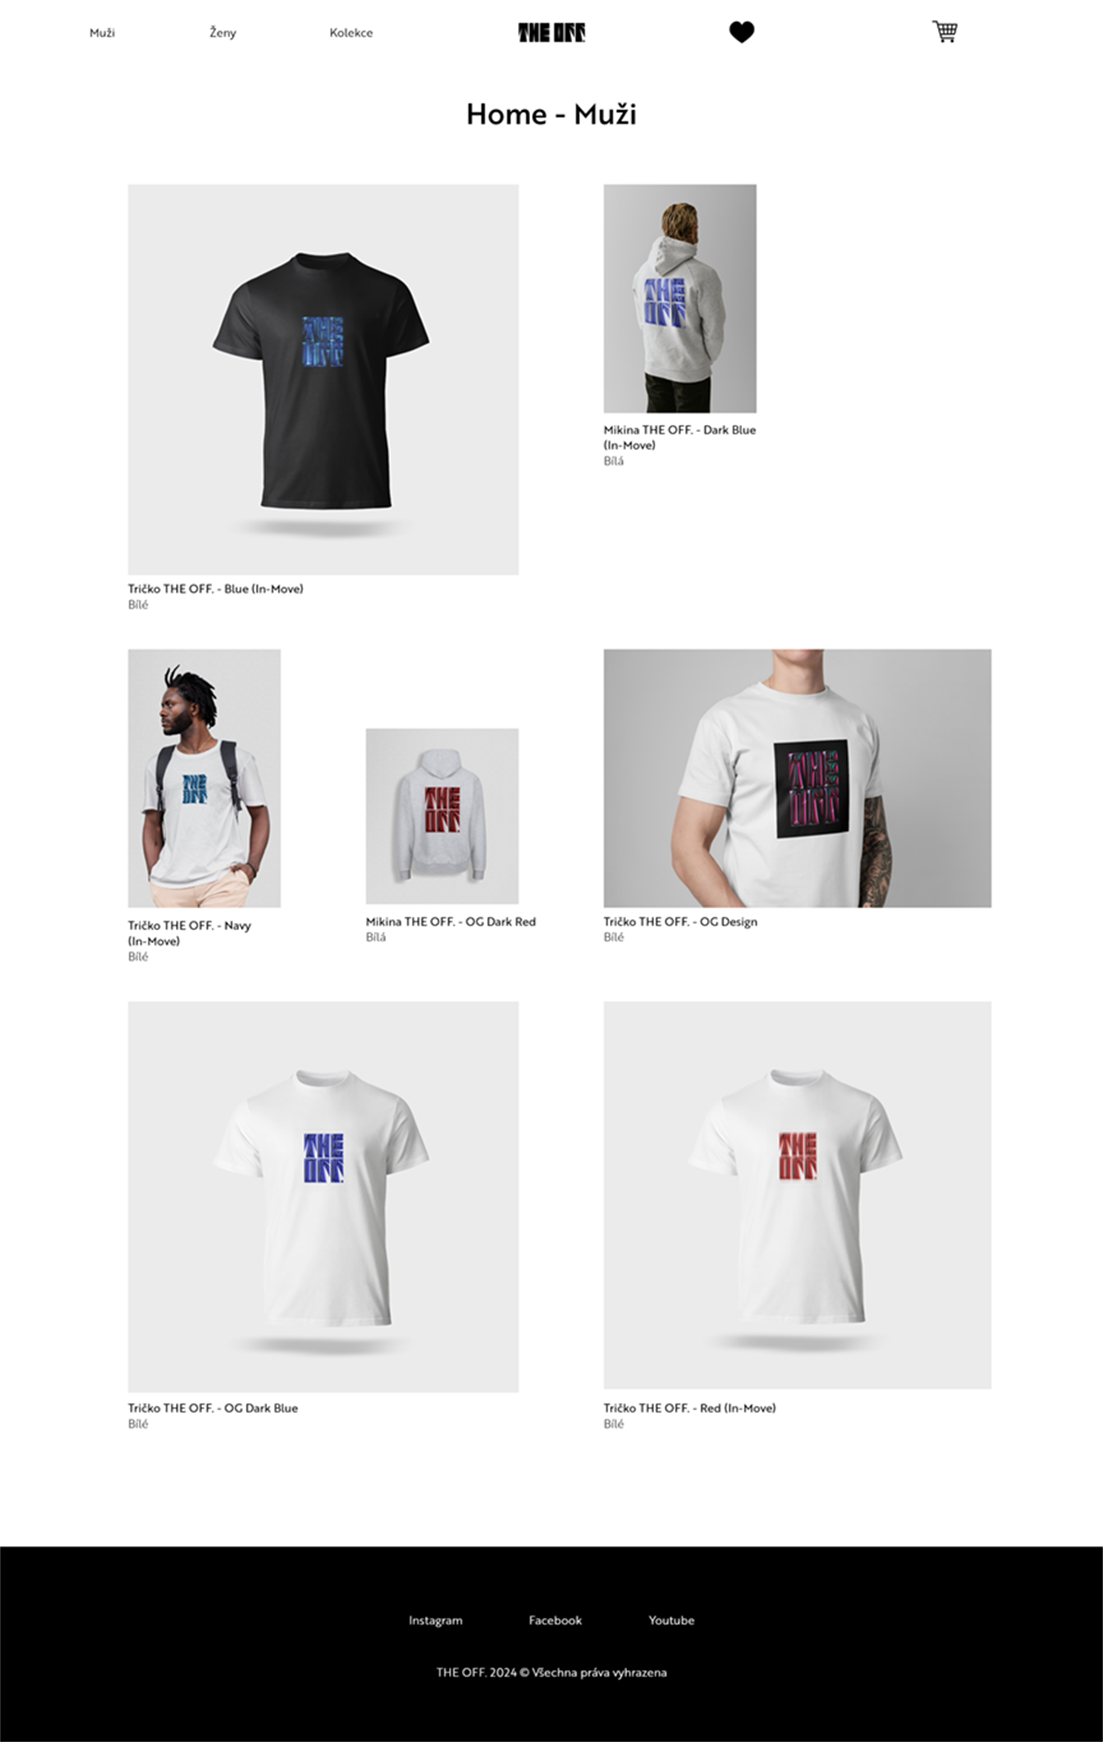 Muži
Ženy
Kolekce
THE OFF.
Home - Muži
THE
OFF.
THE
OFF.
Mikina THE OFF. - Dark Blue
(In-Move)
Bílá
Tričko THE OFF. - Blue (In-Move)
Bílé
THE
OFF.
THE
OFF.
THE
OFF.
Tričko THE OFF. - Navy
(In-Move)
Bílé
Mikina THE OFF. - OG Dark Red
Bílá
Tričko THE OFF. - OG Design
Bílé
THE
OFF.
THE
OFF.
Tričko THE OFF. - OG Dark Blue
Bílé
Tričko THE OFF. - Red (In-Move)
Bílé
Instagram
Facebook
Youtube
THE OFF. 2024 © Všechna práva vyhrazena